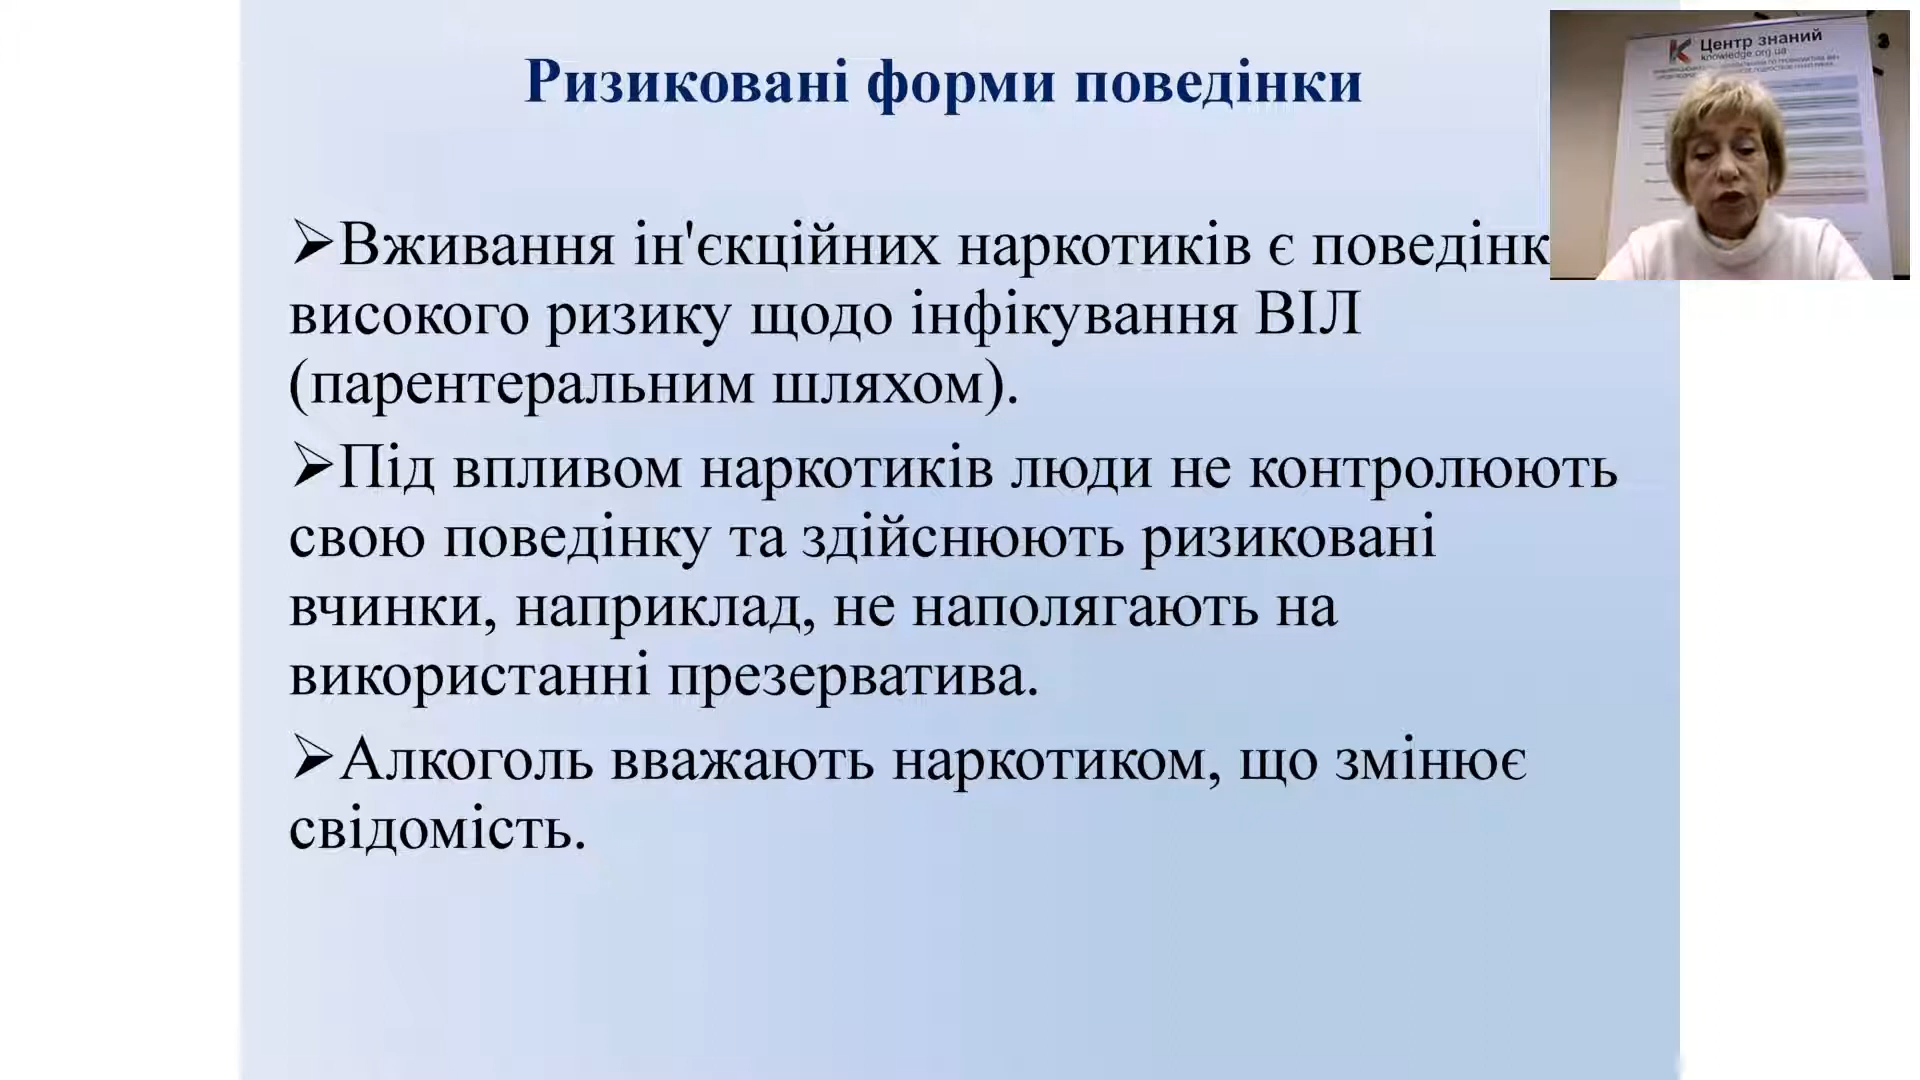 Ризиковані форми поведінки
Центр знаний
knowledge.org.ua
➢Вживання ін'єкційних наркотиків є
високого ризику щодо інфікування ВІЛ
(парентеральним шляхом).
➢Під впливом наркотиків люди не контролюють
свою поведінку та здійснюють ризиковані
вчинки, наприклад, не наполягають на
використанні презерватива.
➢Алкоголь вважають наркотиком, що змінює
свідомість.